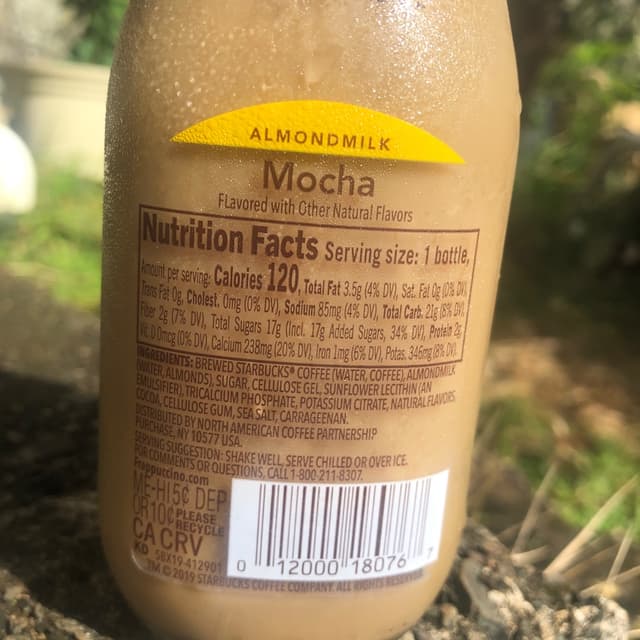 ALMONDMILK
Mocha
Flavored with Other Natural Flavors
Nutrition Facts Serving size: 1 bottle,
Amount per serving: Calories 120, Total Fat 3.5g (4% DV), Sat. Fat 0g (0% DV),
Trans Fat 0g, Cholest. 0mg (0% DV), Sodium 85mg (4% DV), Total Carb. 21g (8% DV),
Fiber 2g (7% DV), Total Sugars 17g (Incl. 17g Added Sugars, 34% DV), Protein 2g,
Vit. D 0mcg (0% DV), Calcium 238mg (20% DV), Iron 1mg (6% DV), Potas. 346mg (8% DV).
INGREDIENTS: BREWED STARBUCKS® COFFEE (WATER, COFFEE), ALMONDMILK
(WATER, ALMONDS), SUGAR, CELLULOSE GEL, SUNFLOWER LECITHIN (AN
EMULSIFIER), TRICALCIUM PHOSPHATE, POTASSIUM CITRATE, NATURAL FLAVORS,
COCOA, CELLULOSE GUM, SEA SALT, CARRAGEENAN.
DISTRIBUTED BY NORTH AMERICAN COFFEE PARTNERSHIP
PURCHASE, NY 10577 USA
SERVING SUGGESTION: SHAKE WELL, SERVE CHILLED OR OVER ICE.
FOR COMMENTS OR QUESTIONS, CALL 1-800-211-8307.
frappuccino.com
ME-HI 5¢ DEP
OR 10¢ PLEASE RECYCLE
CA CRV
KD SBX19-412901
0 12000 18076 7
TM © 2019 STARBUCKS COFFEE COMPANY ALL RIGHTS RESERVED.